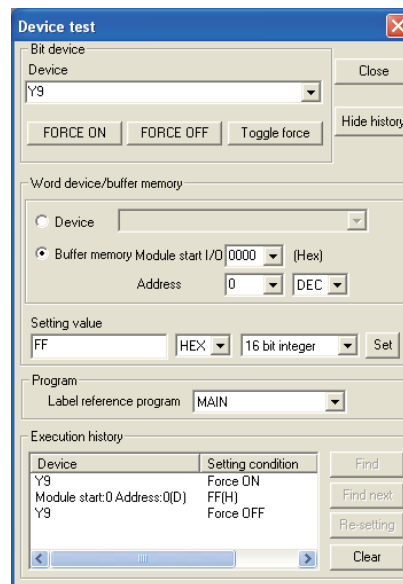 Device test
Bit device
Device
Close
Y9
Hide history
FORCE ON FORCE OFF Toggle force
Word device/buffer memory
Device
Buffer memory Module start I/O 0000 (Hex)
Address 0 DEC
Setting value
FF HEX 16 bit integer Set
Program
Label reference program MAIN
Execution history
Device Setting condition Find
Y9 Force ON
Module start:0 Address:0(D) FF(H) Find next
Y9 Force OFF
Re-setting
Clear